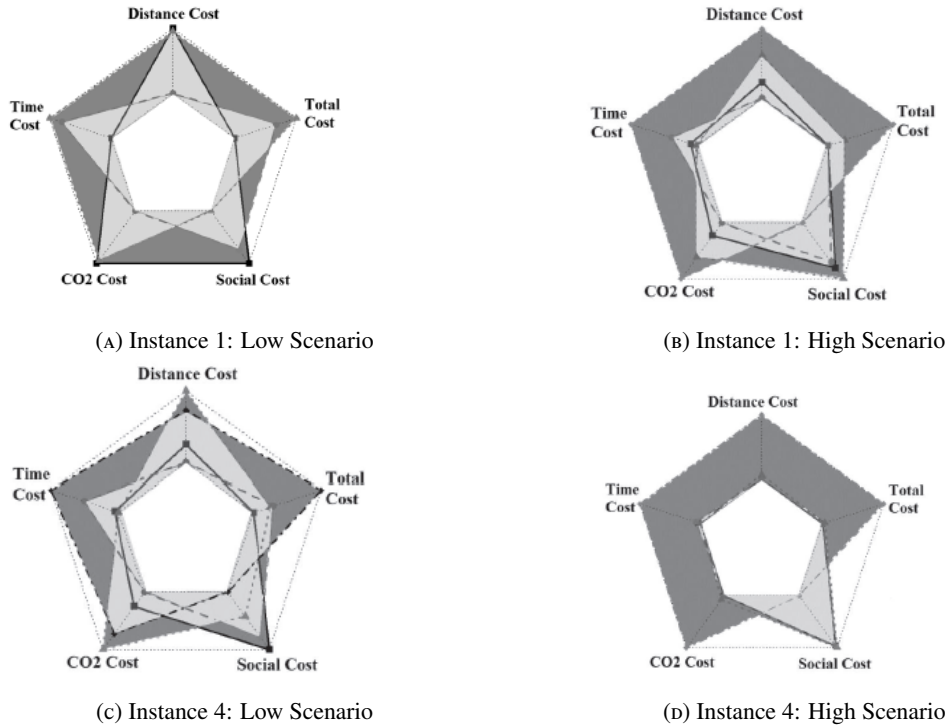 Distance Cost
Time
Cost
Total
Cost
CO2 Cost
Social Cost
(A) Instance 1: Low Scenario
Distance Cost
Time
Cost
Total
Cost
CO2 Cost
Social Cost
(B) Instance 1: High Scenario
Distance Cost
Time
Cost
Total
Cost
CO2 Cost
Social Cost
(C) Instance 4: Low Scenario
Distance Cost
Time
Cost
Total
Cost
CO2 Cost
Social Cost
(D) Instance 4: High Scenario